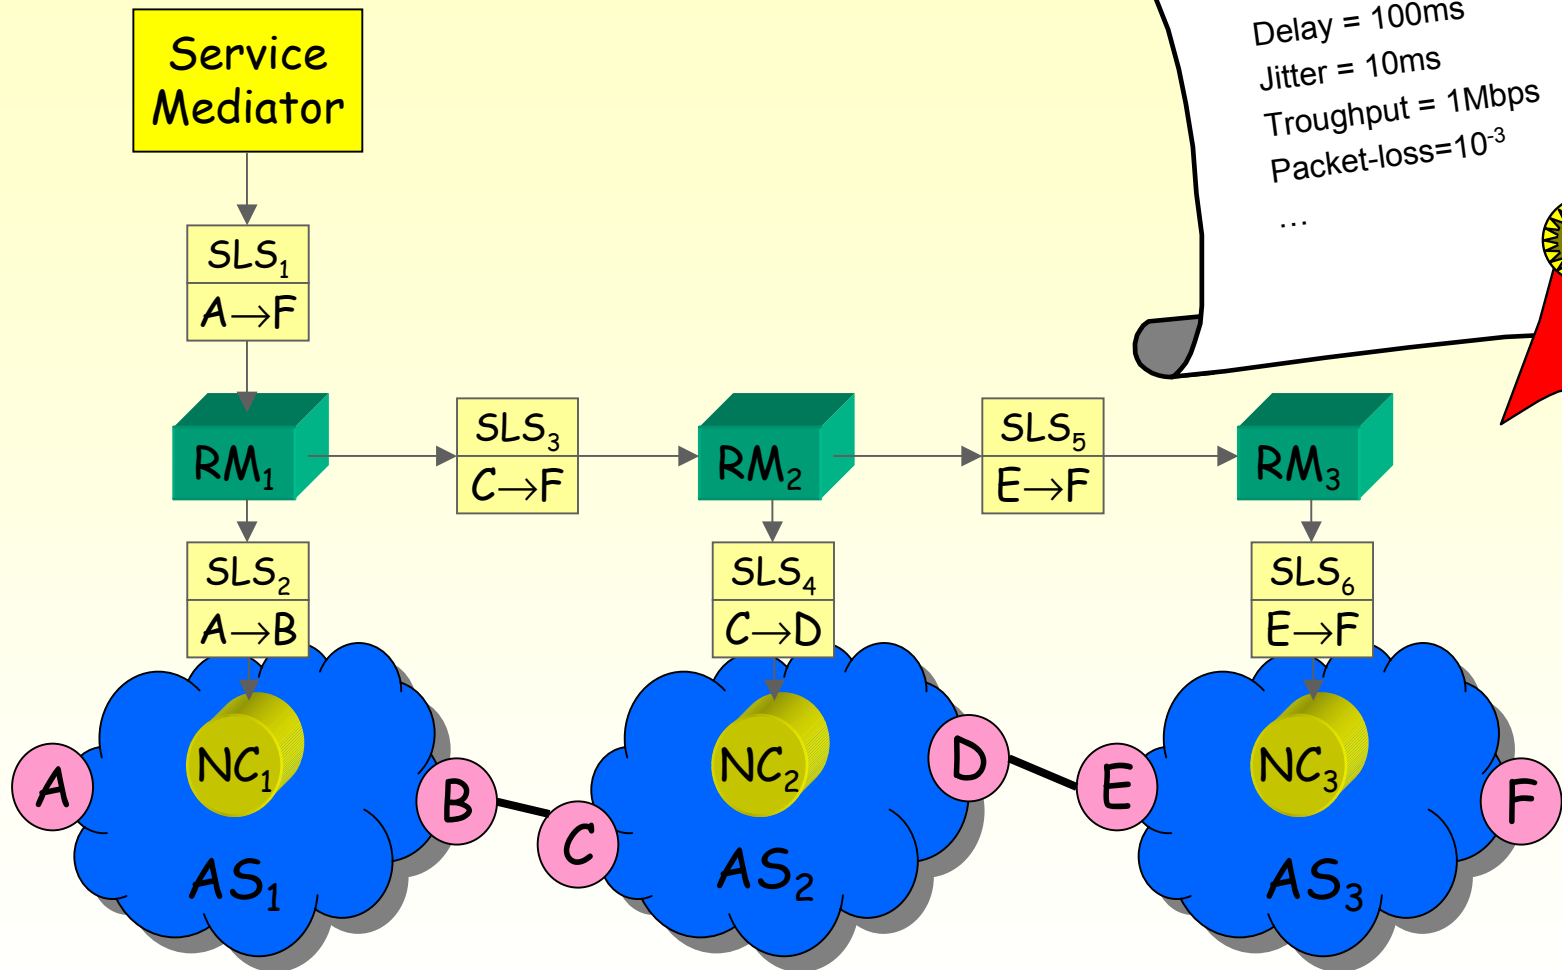 Service
Mediator
Delay = 100ms
Jitter = 10ms
Troughput = 1Mbps
Packet-loss=10⁻³
...
SLS₁
A→F
RM₁
SLS₃
C→F
RM₂
SLS₅
E→F
RM₃
SLS₂
A→B
SLS₄
C→D
SLS₆
E→F
A
NC₁
B
C
NC₂
D
E
NC₃
F
AS₁
AS₂
AS₃